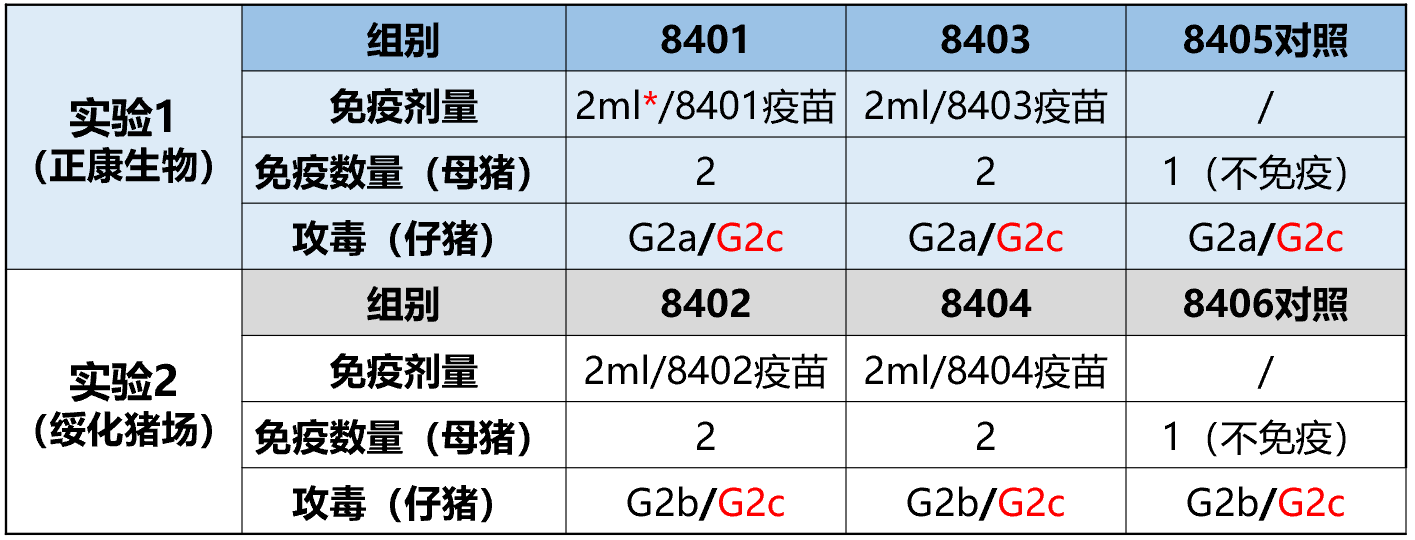 实验1
（正康生物）
组别 8401 8403 8405对照
免疫剂量 2ml*/8401疫苗 2ml/8403疫苗 /
免疫数量（母猪） 2 2 1（不免疫）
攻毒（仔猪） G2a/G2c G2a/G2c G2a/G2c
实验2
（绥化猪场）
组别 8402 8404 8406对照
免疫剂量 2ml/8402疫苗 2ml/8404疫苗 /
免疫数量（母猪） 2 2 1（不免疫）
攻毒（仔猪） G2b/G2c G2b/G2c G2b/G2c